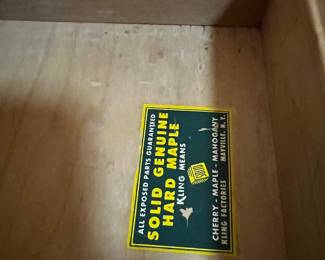 ALL EXPOSED PARTS GUARANTEED
SOLID GENUINE
HARD MAPLE
KLING MEANS
CHERRY - MAPLE - MAHOGANY
KLING FACTORIES MAYVILLE, N.Y.